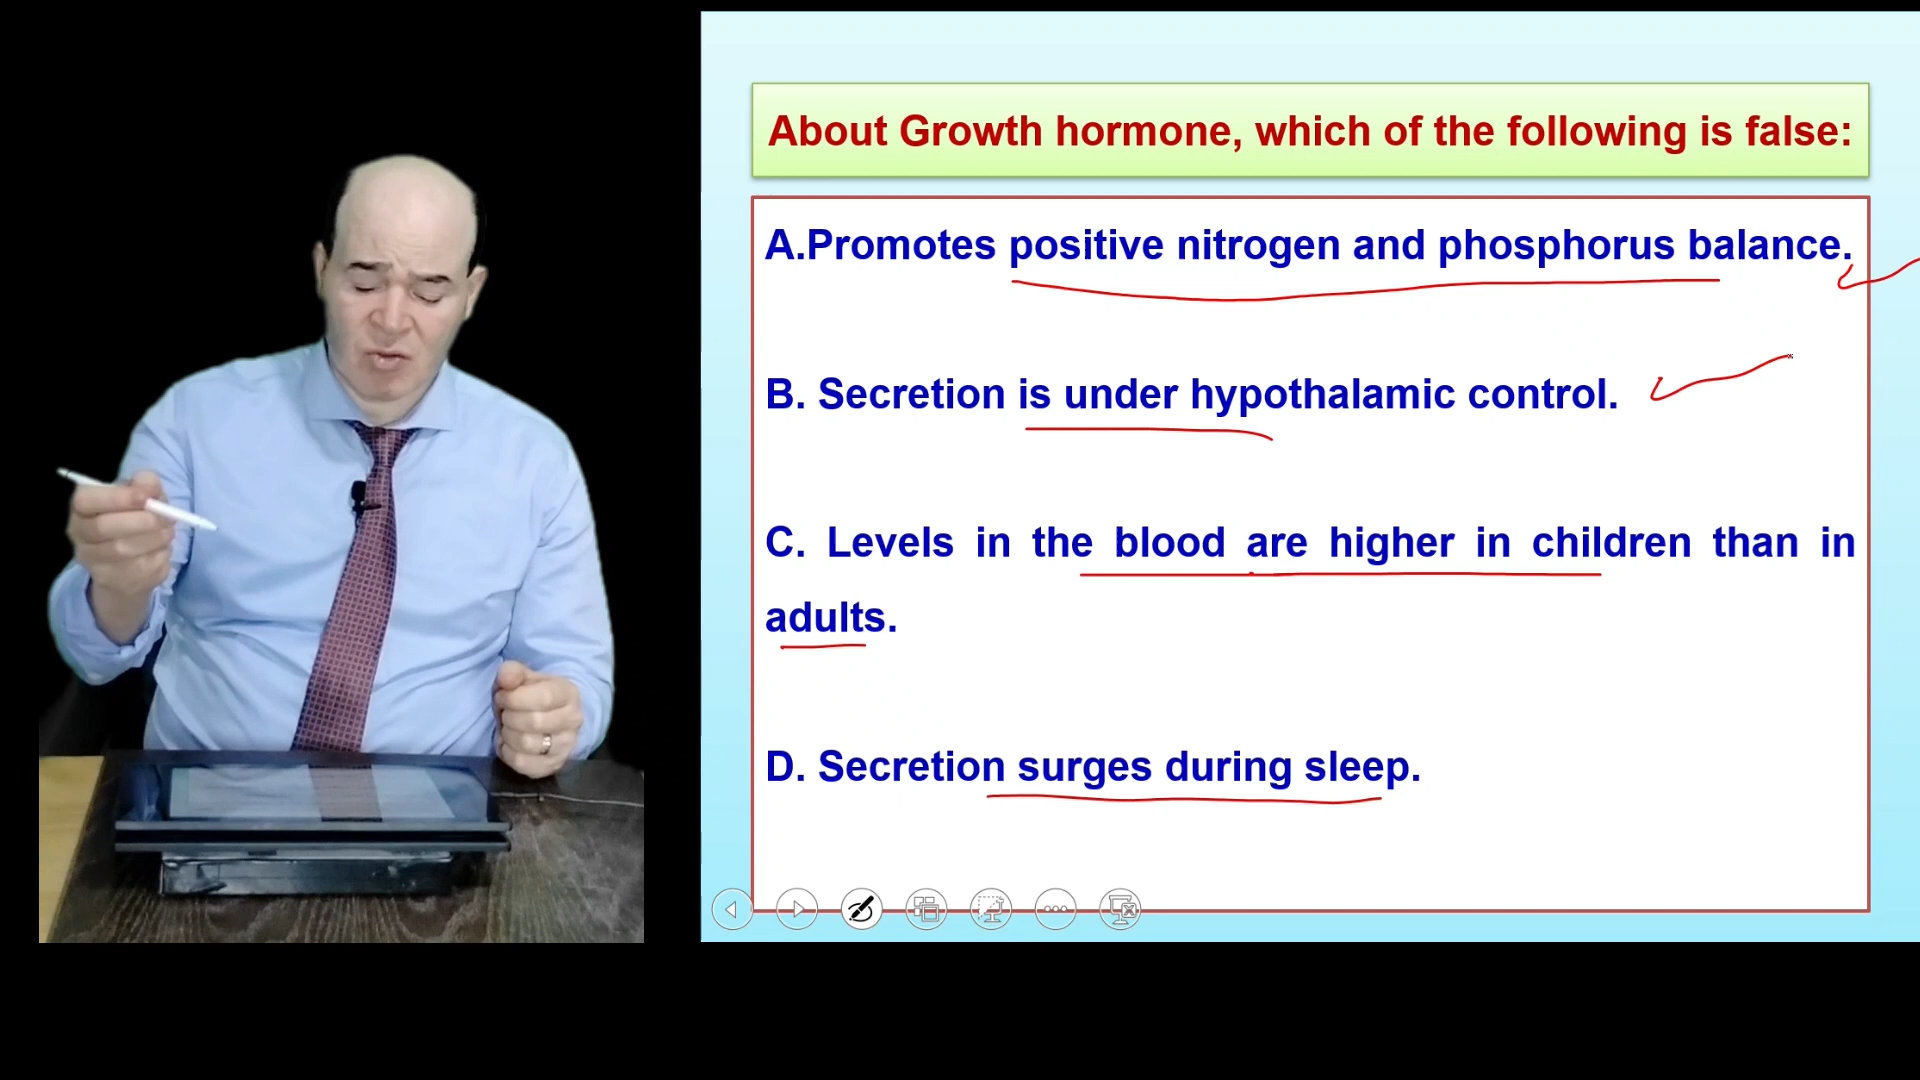 About Growth hormone, which of the following is false:
A.Promotes positive nitrogen and phosphorus balance.
B. Secretion is under hypothalamic control.
C. Levels in the blood are higher in children than in
adults.
D. Secretion surges during sleep.